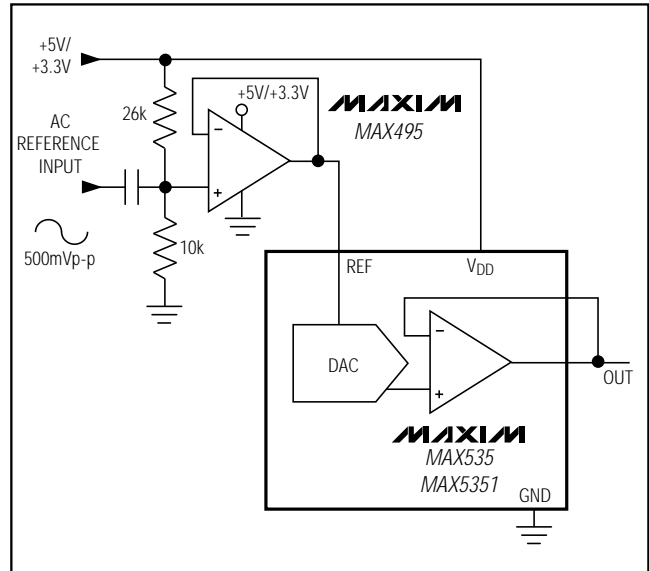 +5V/
+3.3V
26k
+5V/+3.3V
MAXIM
MAX495
AC
REFERENCE
INPUT
−
+
10k
500mVp-p
REF
VDD
DAC
−
+
OUT
MAXIM
MAX535
MAX5351
GND